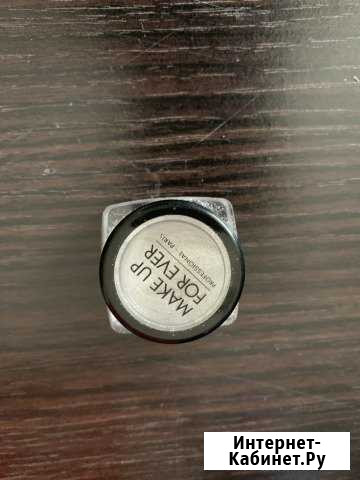 MAKE UP
FOR EVER
PROFESSIONAL - PARIS
Интернет-
Кабинет.Ру